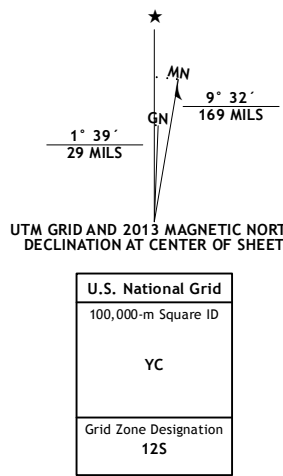 ★
MN
GN
9° 32´
169 MILS
1° 39´
29 MILS
UTM GRID AND 2013 MAGNETIC NORT
DECLINATION AT CENTER OF SHEET
U.S. National Grid
100,000-m Square ID
YC
Grid Zone Designation
12S